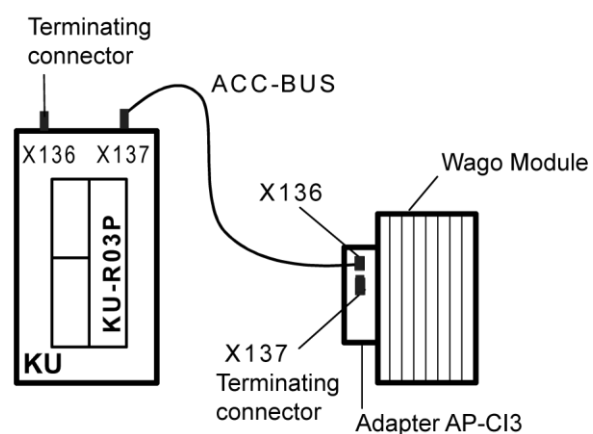 Terminating
connector
ACC-BUS
X136 X137
KU-R03P
KU
Wago Module
X136
X137
Terminating
connector
Adapter AP-CI3